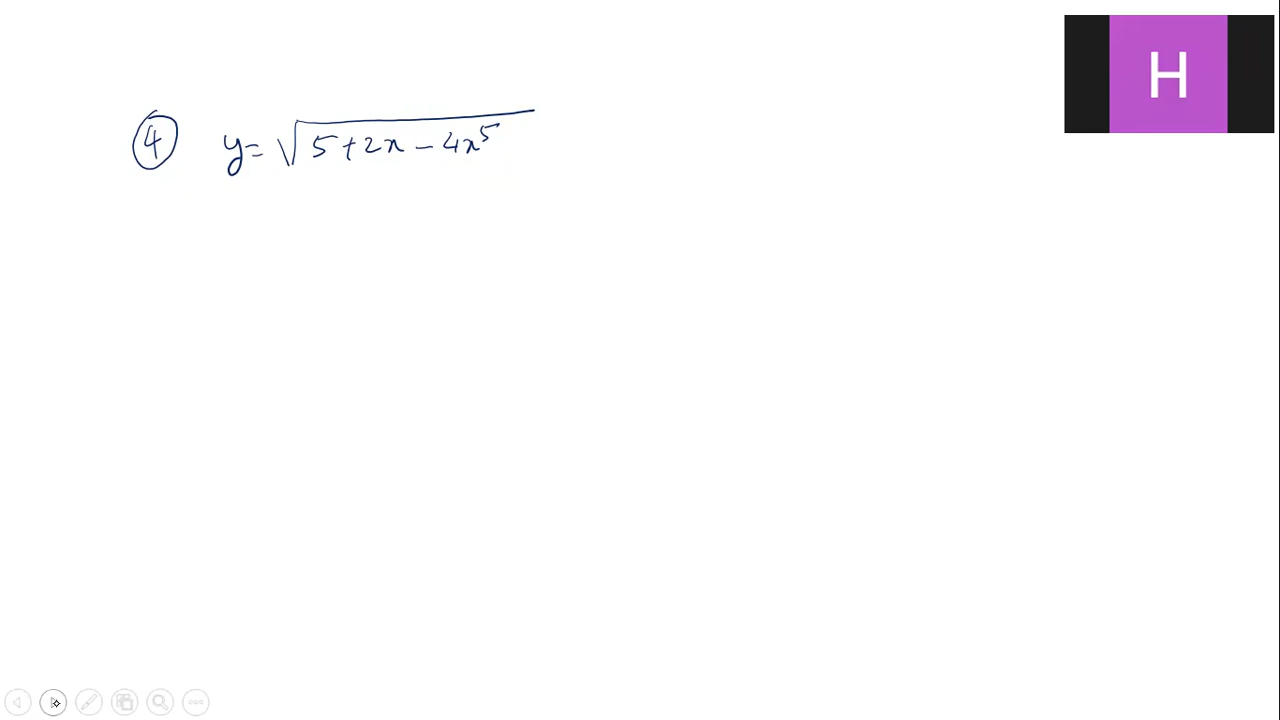 H
④ y = √(5 + 2x − 4x⁵)